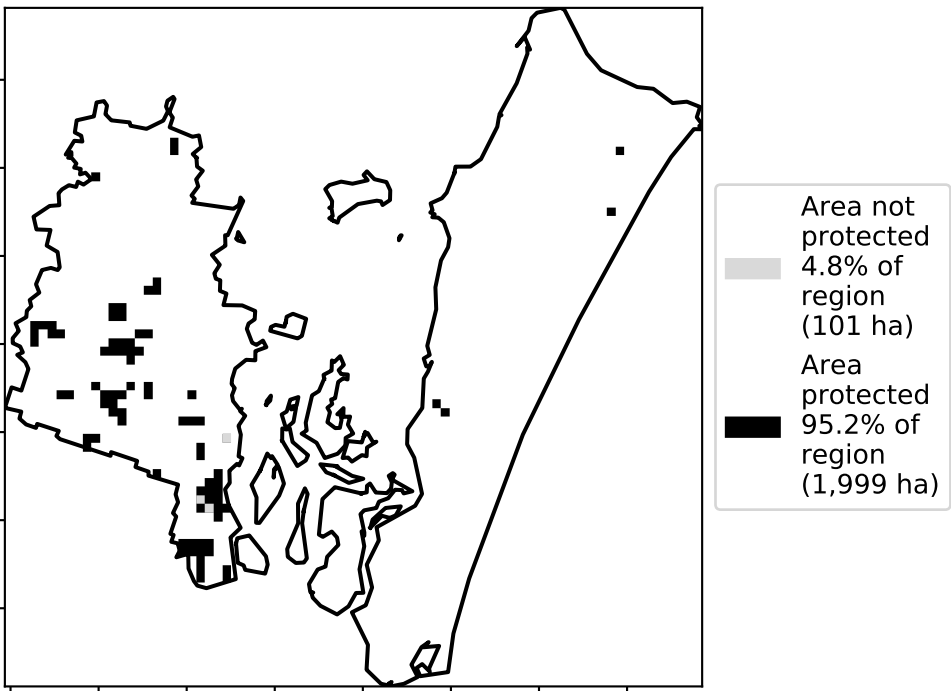 Area not
protected
4.8% of
region
(101 ha)
Area
protected
95.2% of
region
(1,999 ha)